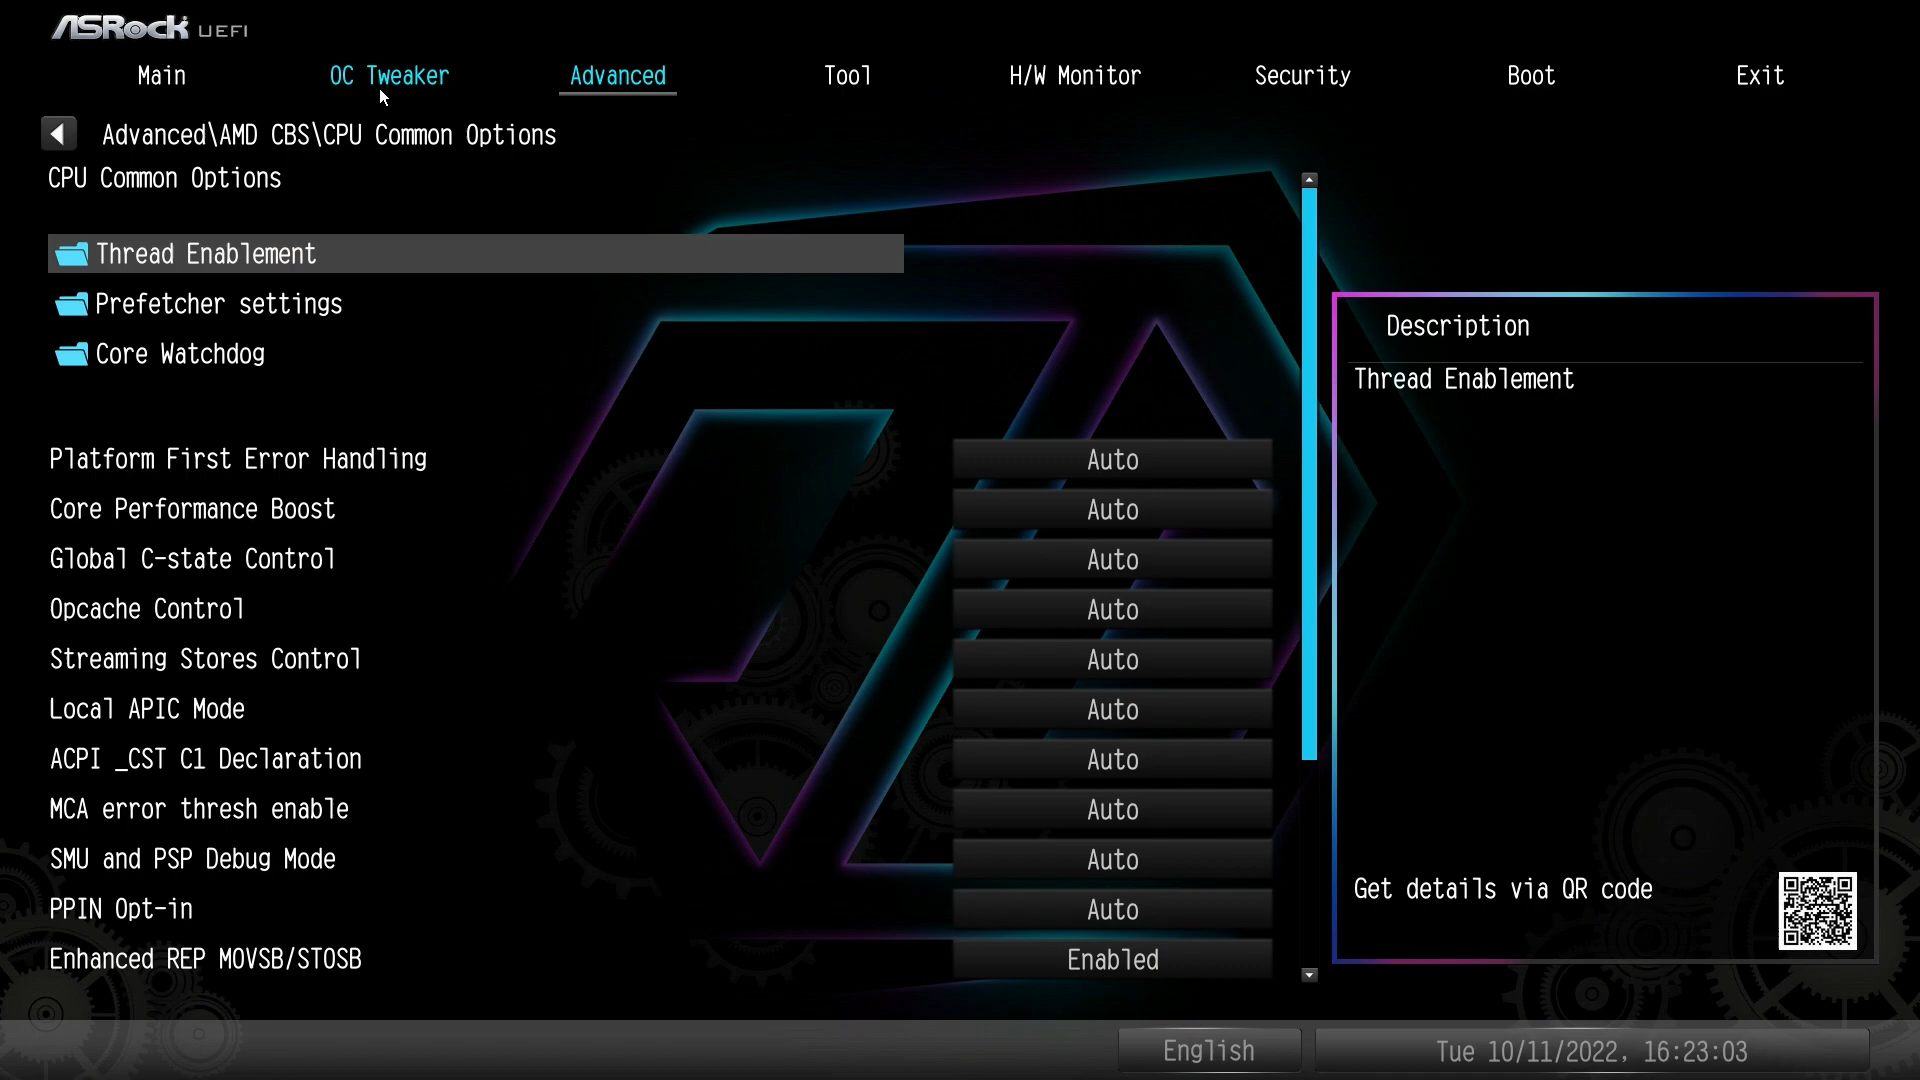 ASRock UEFI
Main OC Tweaker Advanced Tool H/W Monitor Security Boot Exit
Advanced\AMD CBS\CPU Common Options
CPU Common Options
Thread Enablement
Prefetcher settings
Core Watchdog
Platform First Error Handling Auto
Core Performance Boost Auto
Global C-state Control Auto
Opcache Control Auto
Streaming Stores Control Auto
Local APIC Mode Auto
ACPI _CST C1 Declaration Auto
MCA error thresh enable Auto
SMU and PSP Debug Mode Auto
PPIN Opt-in Auto
Enhanced REP MOVSB/STOSB Enabled
Description
Thread Enablement
Get details via QR code
English Tue 10/11/2022, 16:23:03